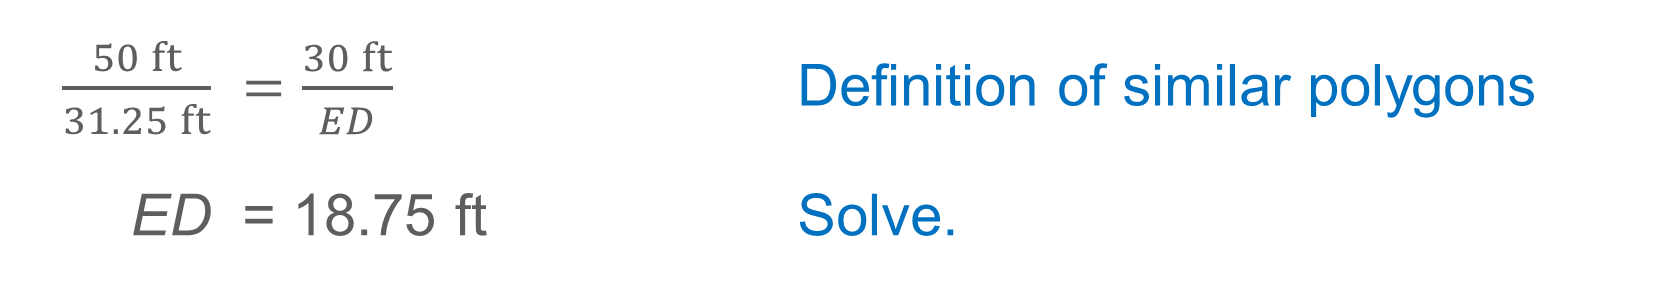 50 ft / 31.25 ft = 30 ft / ED Definition of similar polygons
ED = 18.75 ft Solve.